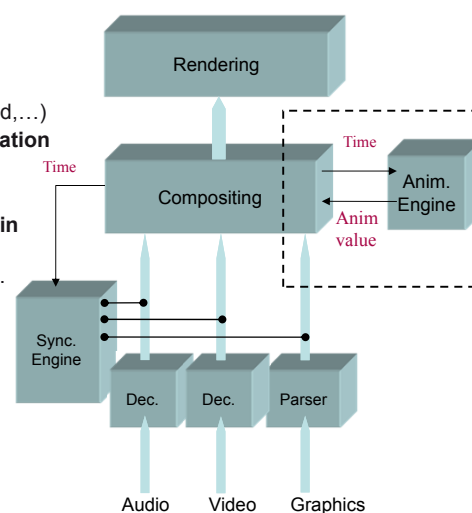 Rendering
d,…)
ation
Time
Time
Compositing
Anim.
Engine
in
Anim
value
.
Sync.
Engine
Dec.
Dec.
Parser
Audio
Video
Graphics